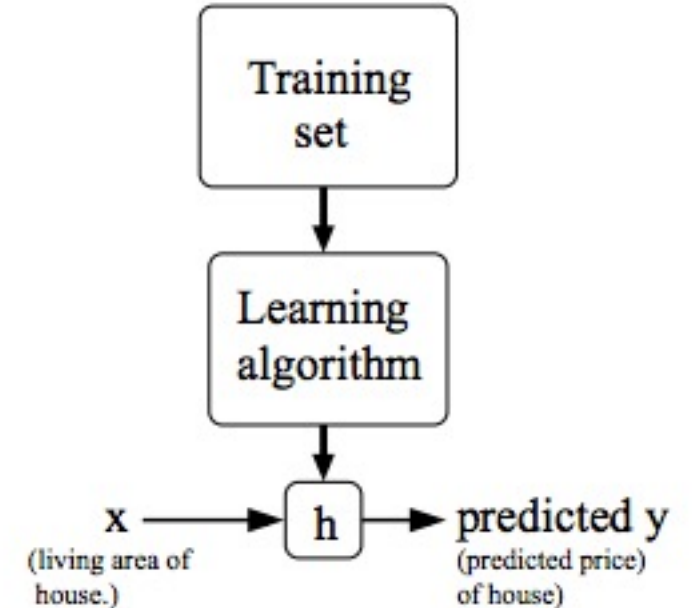 Training
set
Learning
algorithm
x
h
predicted y
(living area of
house.)
(predicted price)
of house)